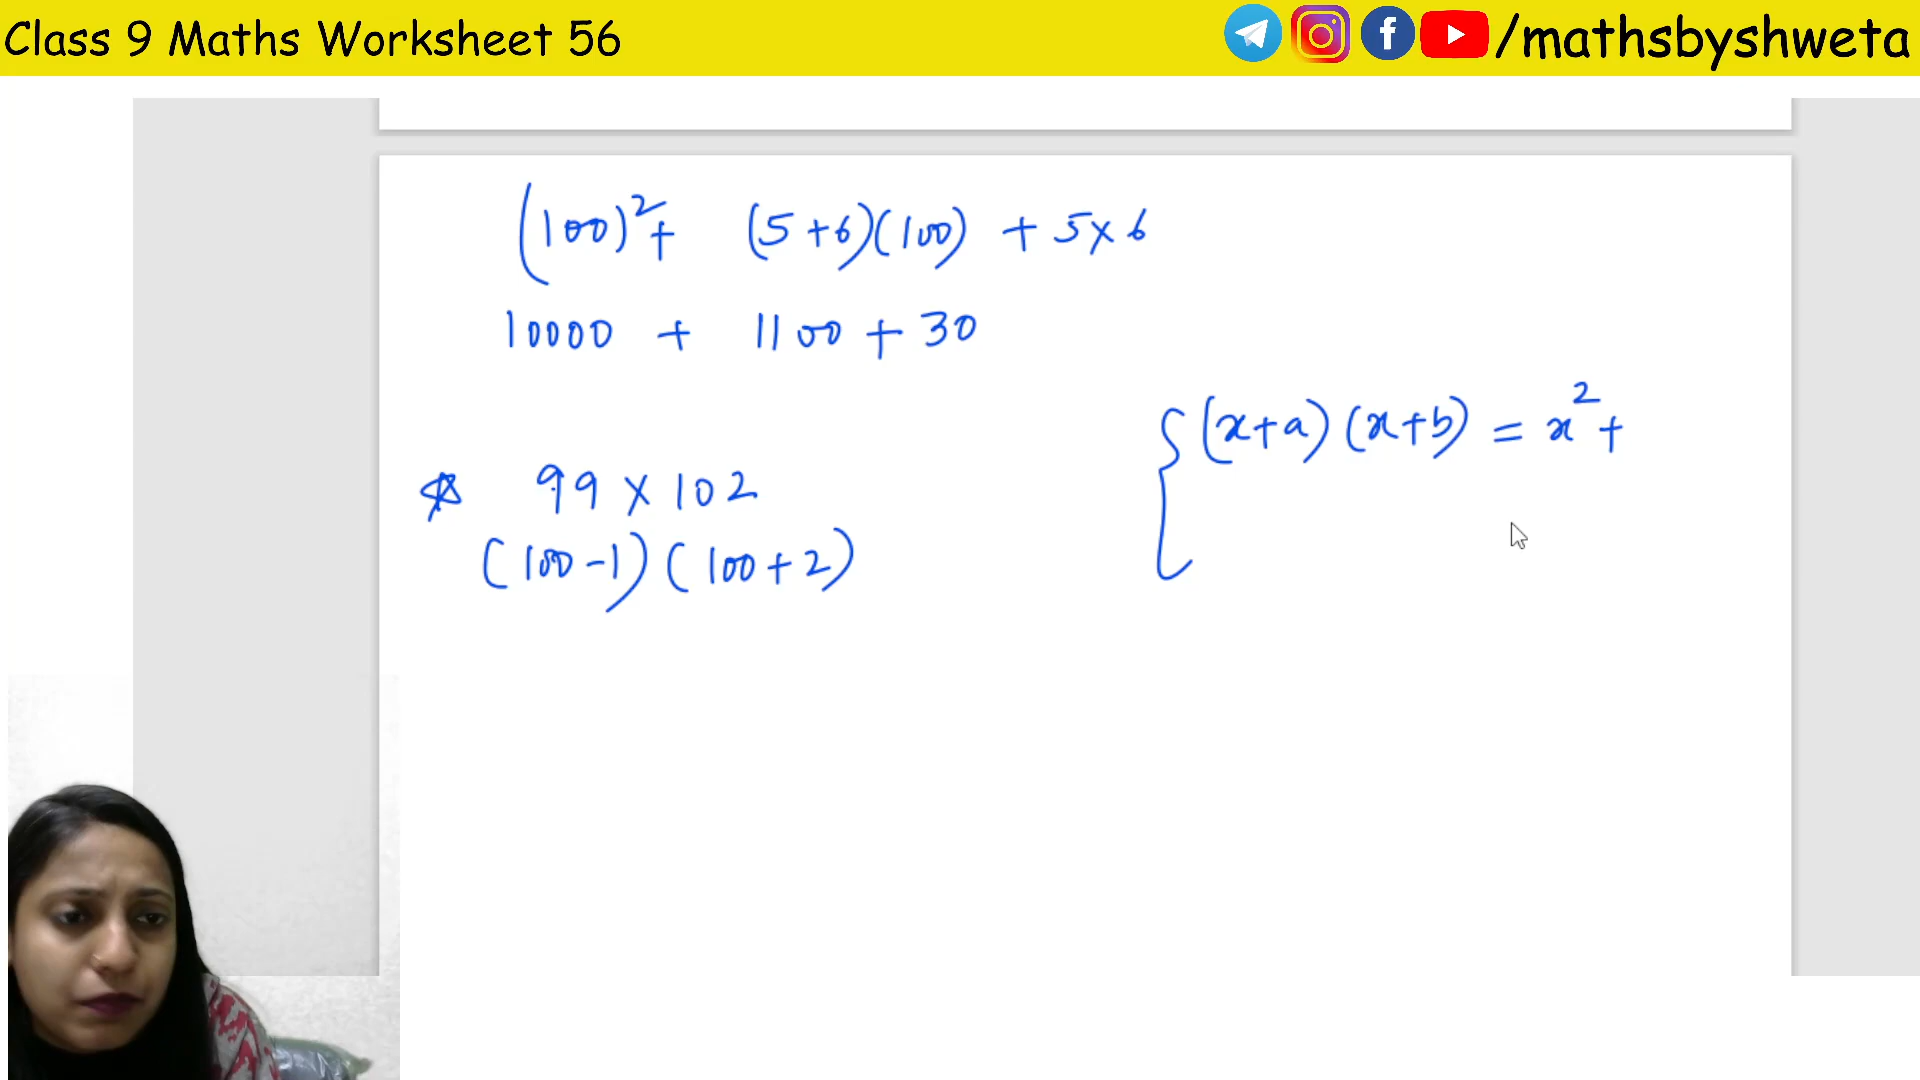 Class 9 Maths Worksheet 56
/mathsbyshweta
(100)² + (5+6)(100) + 5×6
10000 + 1100 + 30
(x+a)(x+b) = x² +
99 × 102
(100-1)(100+2)